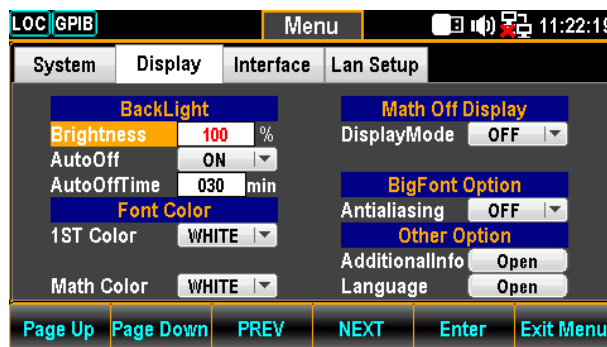 LOC GPIB Menu 11:22:19
System Display Interface Lan Setup
BackLight
Brightness 100 %
AutoOff ON
AutoOffTime 030 min
Font Color
1ST Color WHITE
Math Color WHITE
Math Off Display
DisplayMode OFF
BigFont Option
Antialiasing OFF
Other Option
AdditionalInfo Open
Language Open
Page Up Page Down PREV NEXT Enter Exit Menu